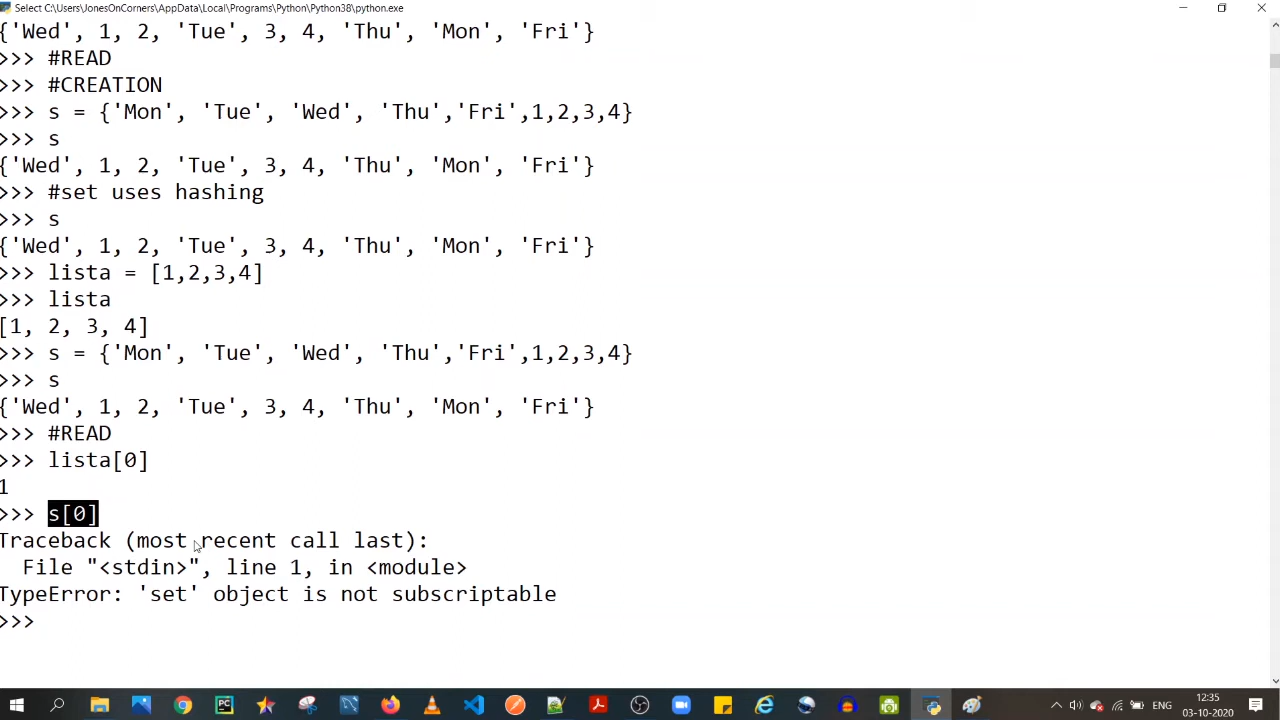 Select C:\Users\JonesOnCorners\AppData\Local\Programs\Python\Python38\python.exe
{'Wed', 1, 2, 'Tue', 3, 4, 'Thu', 'Mon', 'Fri'}
>>> #READ
>>> #CREATION
>>> s = {'Mon', 'Tue', 'Wed', 'Thu','Fri',1,2,3,4}
>>> s
{'Wed', 1, 2, 'Tue', 3, 4, 'Thu', 'Mon', 'Fri'}
>>> #set uses hashing
>>> s
{'Wed', 1, 2, 'Tue', 3, 4, 'Thu', 'Mon', 'Fri'}
>>> lista = [1,2,3,4]
>>> lista
[1, 2, 3, 4]
>>> s = {'Mon', 'Tue', 'Wed', 'Thu','Fri',1,2,3,4}
>>> s
{'Wed', 1, 2, 'Tue', 3, 4, 'Thu', 'Mon', 'Fri'}
>>> #READ
>>> lista[0]
1
>>> s[0]
Traceback (most recent call last):
  File "<stdin>", line 1, in <module>
TypeError: 'set' object is not subscriptable
>>>
PC
ENG
12:35
03-10-2020